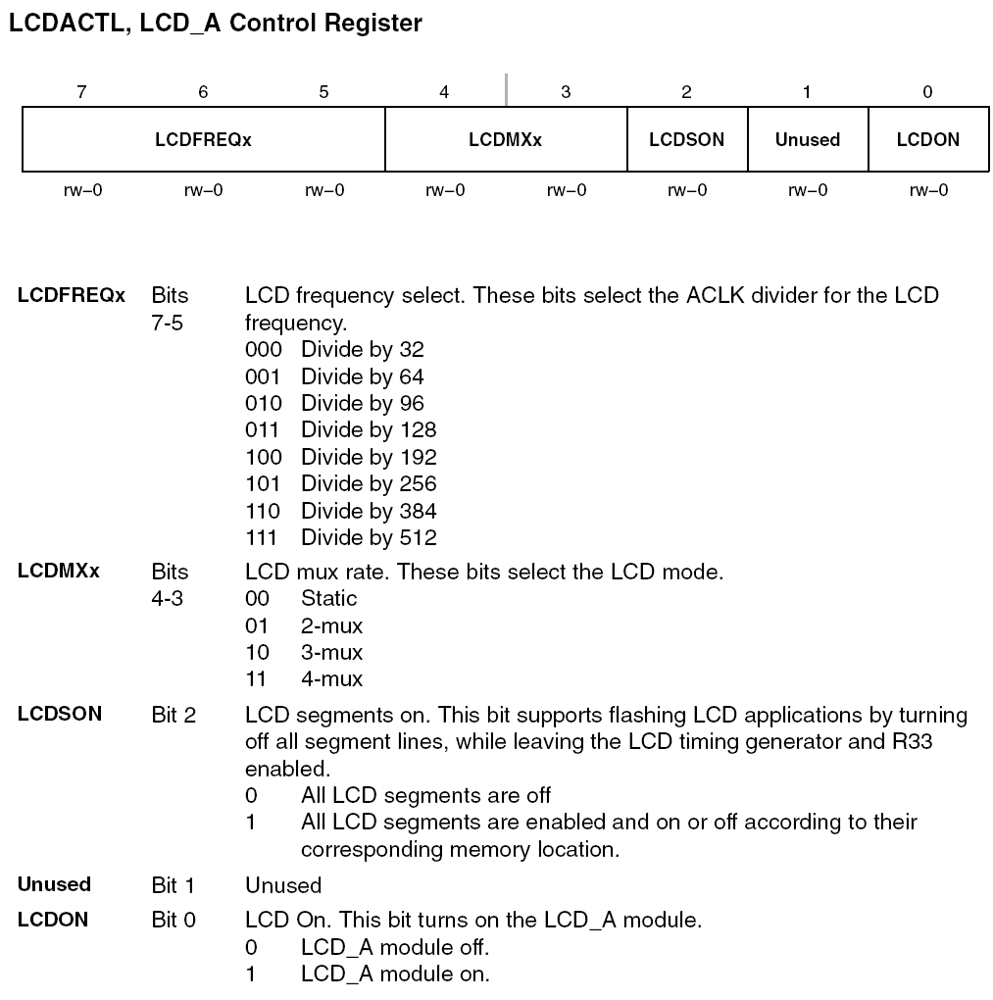 LCDACTL, LCD_A Control Register
7 6 5 4 3 2 1 0
LCDFREQx LCDMXx LCDSON Unused LCDON
rw–0 rw–0 rw–0 rw–0 rw–0 rw–0 rw–0 rw–0
LCDFREQx Bits LCD frequency select. These bits select the ACLK divider for the LCD
7-5 frequency.
000 Divide by 32
001 Divide by 64
010 Divide by 96
011 Divide by 128
100 Divide by 192
101 Divide by 256
110 Divide by 384
111 Divide by 512
LCDMXx Bits LCD mux rate. These bits select the LCD mode.
4-3 00 Static
01 2-mux
10 3-mux
11 4-mux
LCDSON Bit 2 LCD segments on. This bit supports flashing LCD applications by turning
off all segment lines, while leaving the LCD timing generator and R33
enabled.
0 All LCD segments are off
1 All LCD segments are enabled and on or off according to their
corresponding memory location.
Unused Bit 1 Unused
LCDON Bit 0 LCD On. This bit turns on the LCD_A module.
0 LCD_A module off.
1 LCD_A module on.